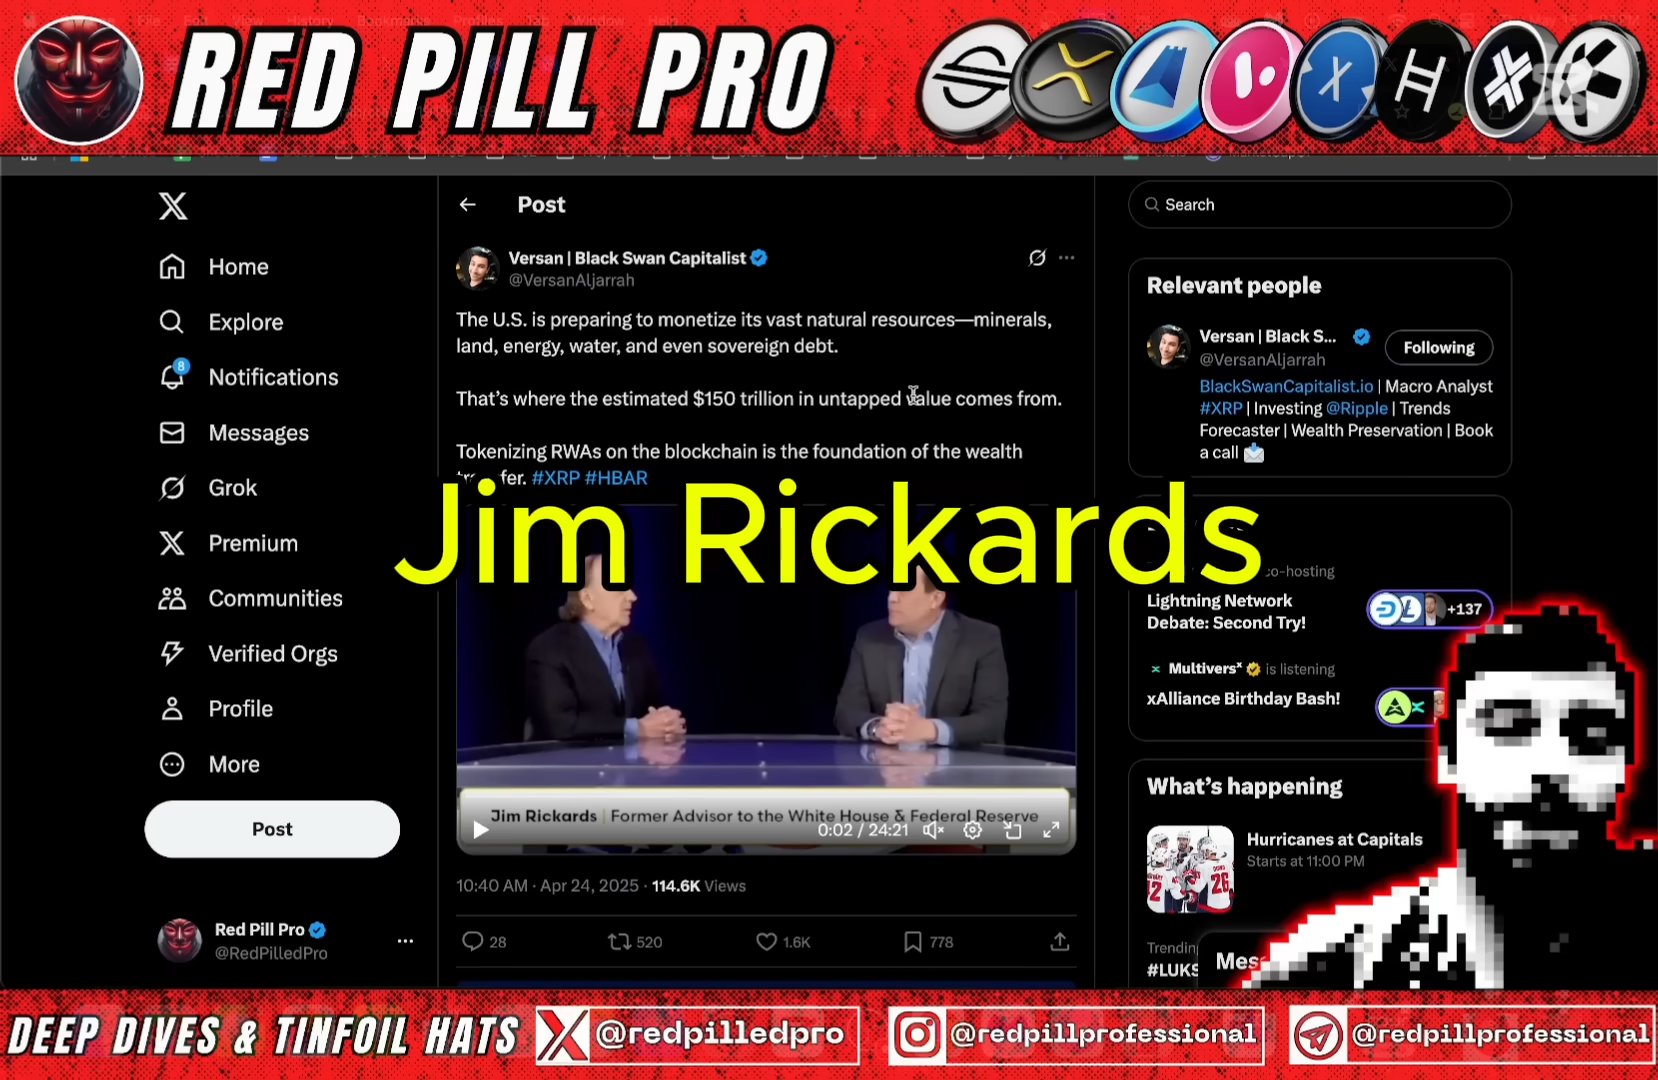 RED PILL PRO
Post
Search
Home
Explore
8
Notifications
Messages
Grok
Premium
Communities
Verified Orgs
Profile
More
Post
Red Pill Pro
@RedPilledPro
Versan | Black Swan Capitalist
@VersanAljarrah
The U.S. is preparing to monetize its vast natural resources—minerals,
land, energy, water, and even sovereign debt.
That's where the estimated $150 trillion in untapped value comes from.
Tokenizing RWAs on the blockchain is the foundation of the wealth
#XRP #HBAR
Jim Rickards
Jim Rickards | Former Advisor to the White House & Federal Reserve
0:02 / 24:21
10:40 AM · Apr 24, 2025 · 114.6K Views
28
520
1.6K
778
Relevant people
Versan | Black S...
@VersanAljarrah
Following
BlackSwanCapitalist.io | Macro Analyst
#XRP | Investing @Ripple | Trends
Forecaster | Wealth Preservation | Book
a call
co-hosting
Lightning Network
Debate: Second Try!
+137
Multiversx is listening
xAlliance Birthday Bash!
What's happening
Hurricanes at Capitals
Starts at 11:00 PM
Trending
#LUKS
Mess
DEEP DIVES & TINFOIL HATS
@redpilledpro
@redpillprofessional
@redpillprofessional